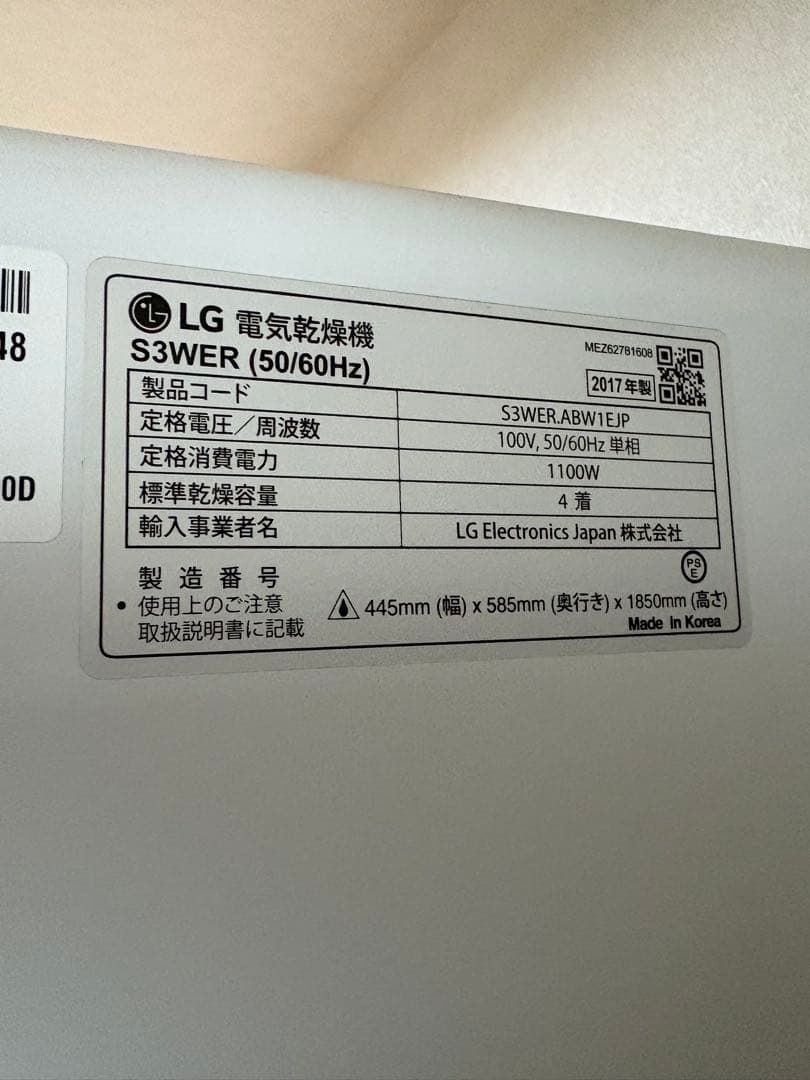 48
0D
LG 電気乾燥機
S3WER (50/60Hz)
MEZ62781608
2017年製
製品コード S3WER.ABW1EJP
定格電圧／周波数 100V, 50/60Hz 単相
定格消費電力 1100W
標準乾燥容量 4 着
輸入事業者名 LG Electronics Japan 株式会社
PS
E
製 造 番 号
• 使用上のご注意
取扱説明書に記載
445mm (幅) x 585mm (奥行き) x 1850mm (高さ)
Made In Korea